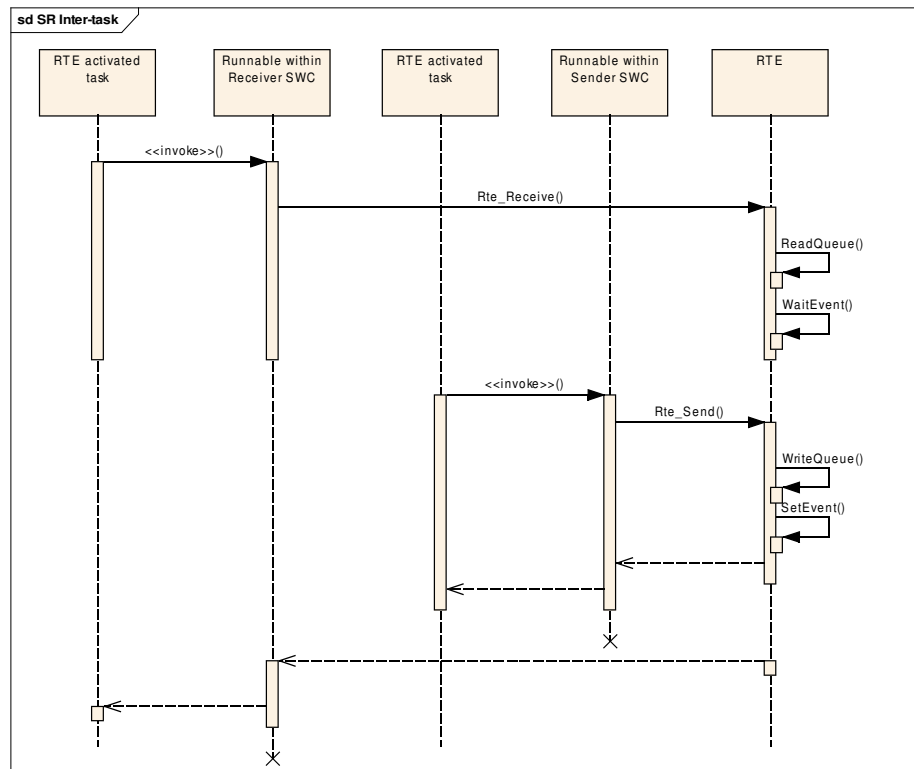 sd SR Inter-task
RTE activated
task
Runnable within
Receiver SWC
RTE activated
task
Runnable within
Sender SWC
RTE
<<invoke>>()
Rte_Receive()
ReadQueue()
WaitEvent()
<<invoke>>()
Rte_Send()
WriteQueue()
SetEvent()